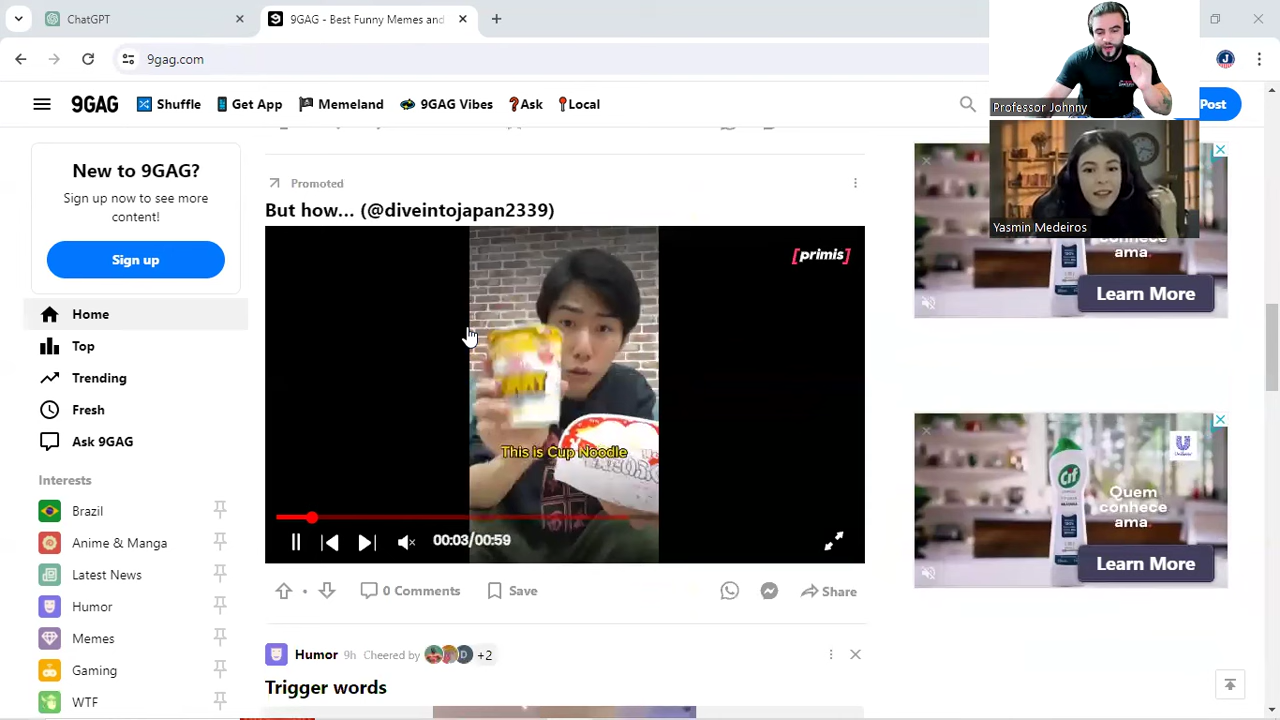 ChatGPT
9GAG - Best Funny Memes and
9gag.com
9GAG
Shuffle
Get App
Memeland
9GAG Vibes
Ask
Local
Post
Professor Johnny
Yasmin Medeiros
New to 9GAG?
Sign up now to see more
content!
Sign up
Home
Top
Trending
Fresh
Ask 9GAG
Interests
Brazil
Anime & Manga
Latest News
Humor
Memes
Gaming
WTF
Promoted
But how... (@diveintojapan2339)
[primis]
This is Cup Noodle
00:03/00:59
0 Comments
Save
Share
Humor 9h Cheered by D +2
Trigger words
conhece
ama.
Learn More
Cif
Unilever
Quem
conhece
ama.
Learn More